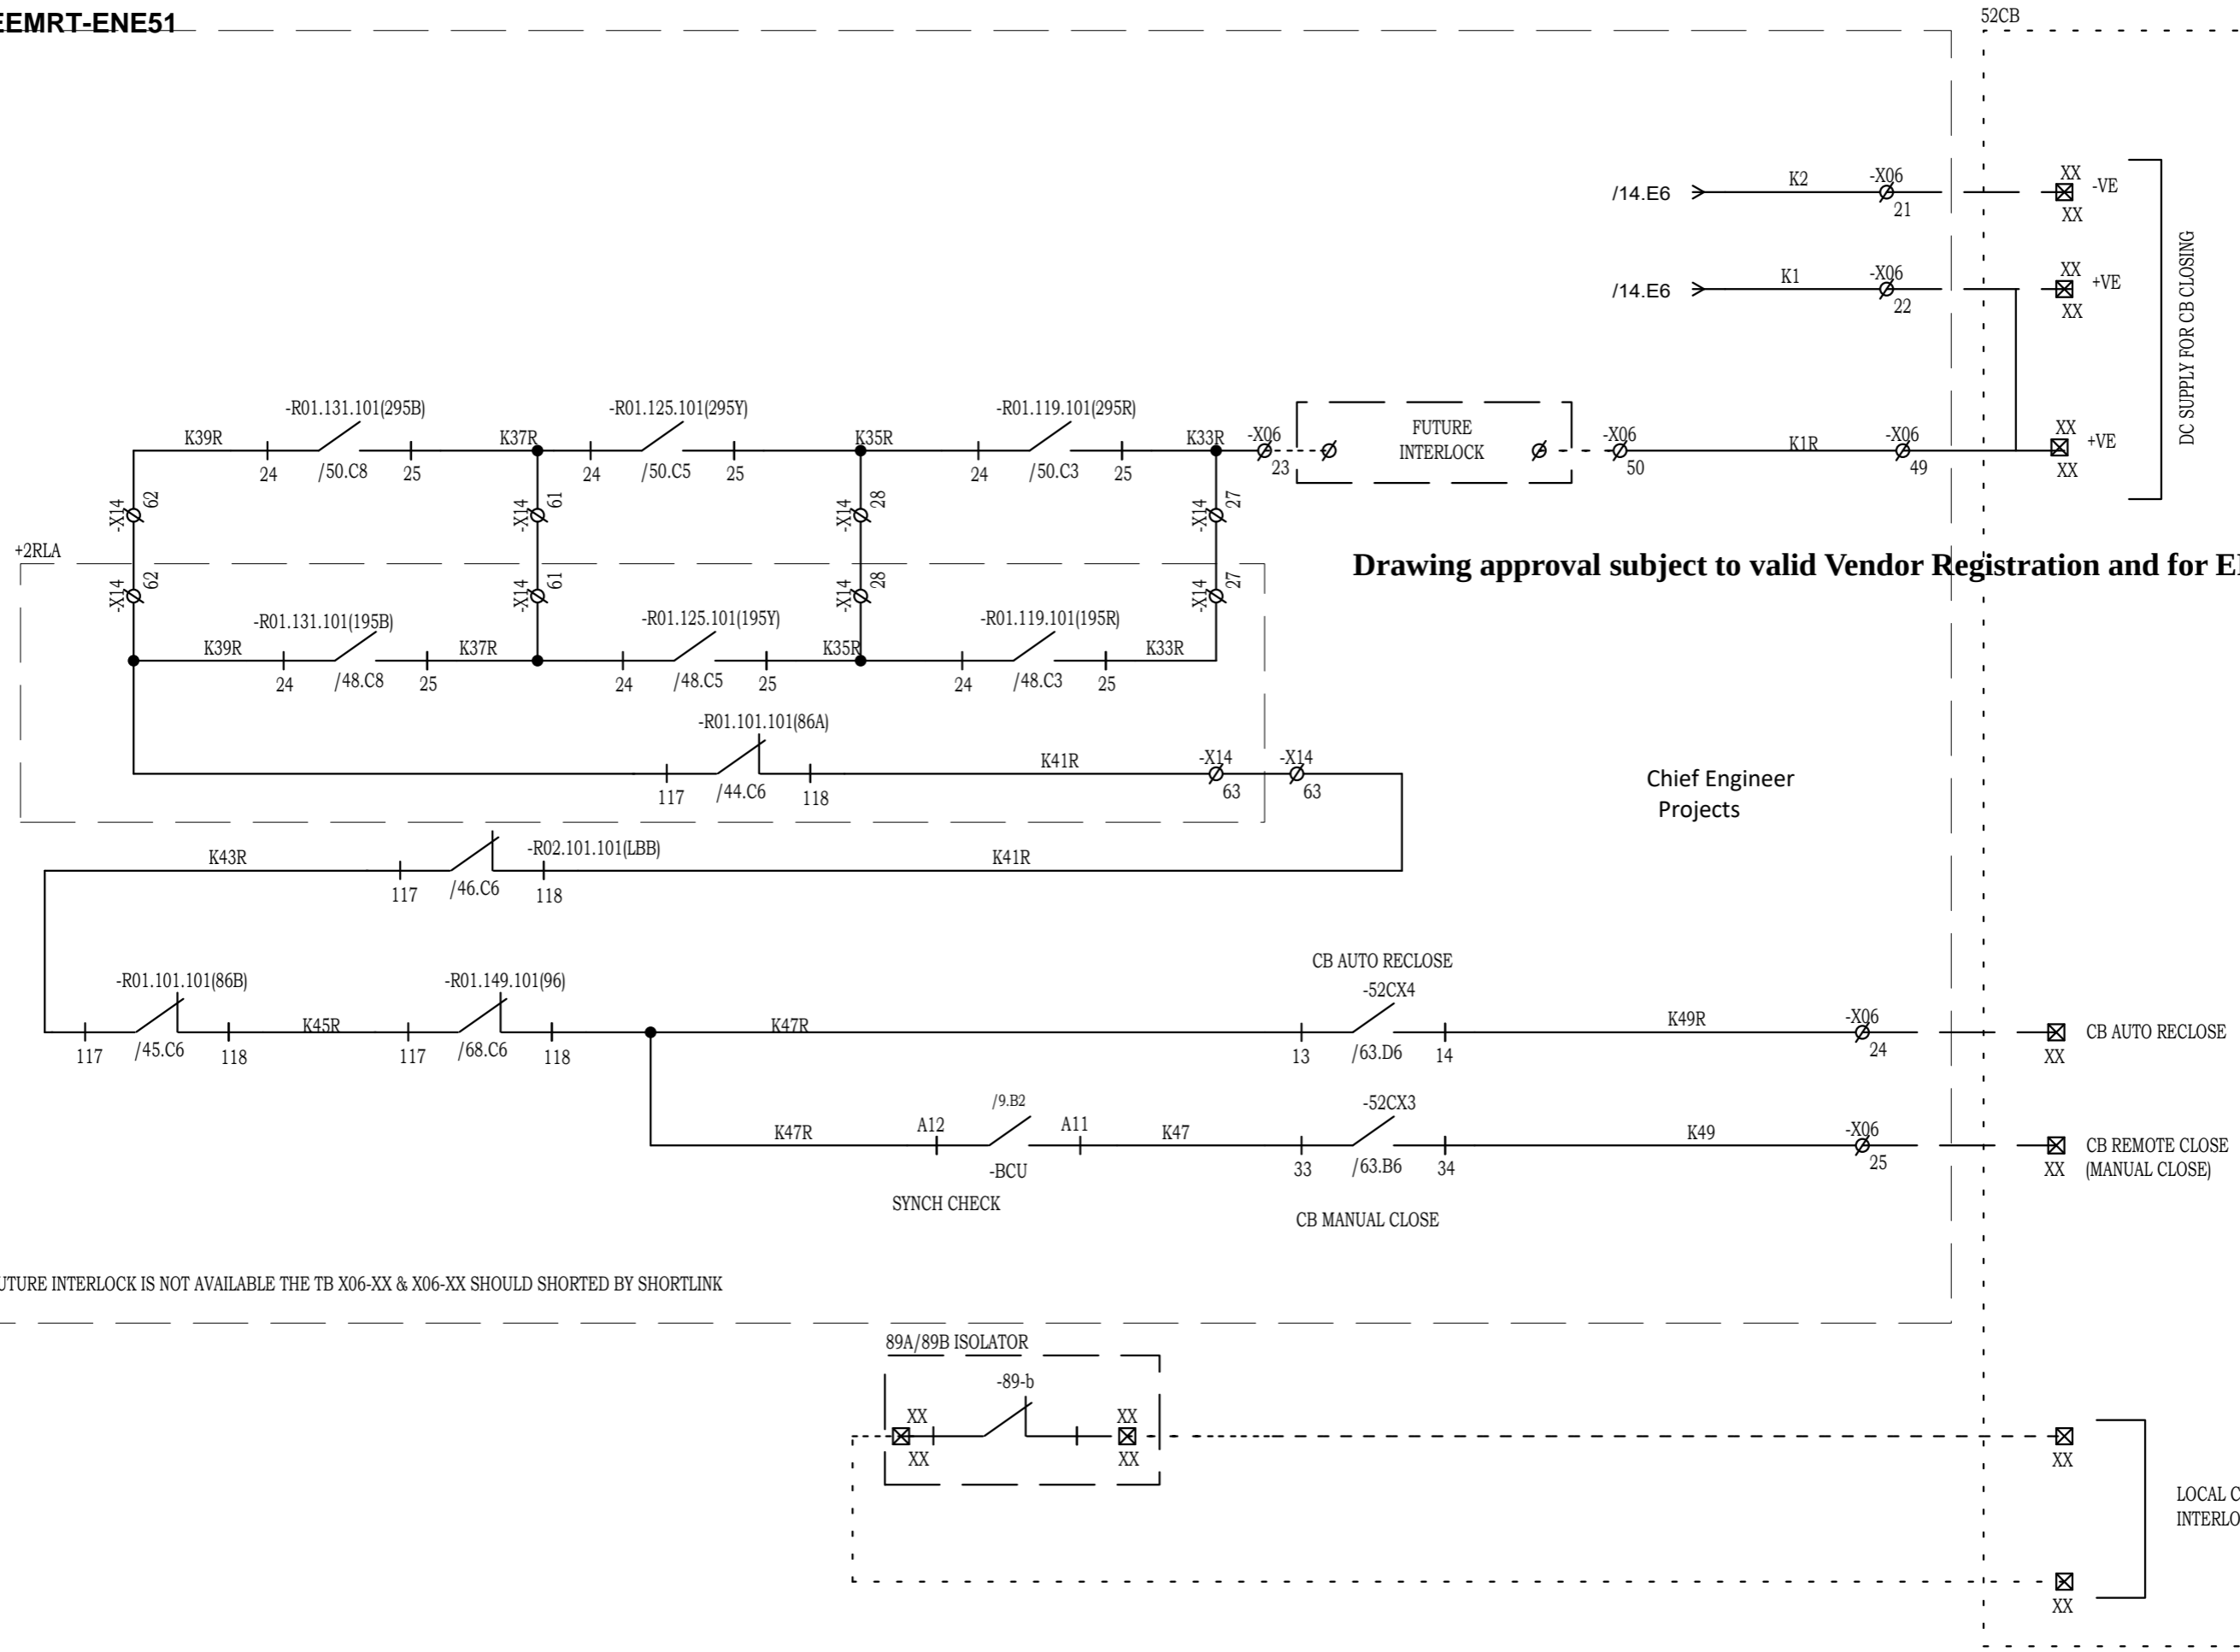 EEMRT-ENE51
52CB
/14.E6
K2
-X06
21
XX
XX
-VE
/14.E6
K1
-X06
22
XX
XX
+VE
DC SUPPLY FOR CB CLOSING
K39R
-R01.131.101(295B)
24
/50.C8
25
K37R
-R01.125.101(295Y)
24
/50.C5
25
K35R
-R01.119.101(295R)
24
/50.C3
25
K33R
-X06
23
FUTURE
INTERLOCK
-X06
50
K1R
-X06
49
XX
XX
+VE
-X14
62
-X14
61
-X14
28
-X14
27
+2RLA
Drawing approval subject to valid Vendor Registration and for E
-X14
62
-X14
61
-X14
28
-X14
27
K39R
-R01.131.101(195B)
24
/48.C8
25
K37R
-R01.125.101(195Y)
24
/48.C5
25
K35R
-R01.119.101(195R)
24
/48.C3
25
K33R
-R01.101.101(86A)
117
/44.C6
118
K41R
-X14
63
-X14
63
Chief Engineer
Projects
K43R
117
/46.C6
-R02.101.101(LBB)
118
K41R
-R01.101.101(86B)
117
/45.C6
118
K45R
-R01.149.101(96)
117
/68.C6
118
K47R
CB AUTO RECLOSE
-52CX4
13
/63.D6
14
K49R
-X06
24
XX
CB AUTO RECLOSE
K47R
A12
/9.B2
-BCU
A11
SYNCH CHECK
K47
-52CX3
33
/63.B6
34
CB MANUAL CLOSE
K49
-X06
25
XX
CB REMOTE CLOSE
(MANUAL CLOSE)
UTURE INTERLOCK IS NOT AVAILABLE THE TB X06-XX & X06-XX SHOULD SHORTED BY SHORTLINK
89A/89B ISOLATOR
-89-b
XX
XX
XX
XX
XX
LOCAL C
INTERLO
XX